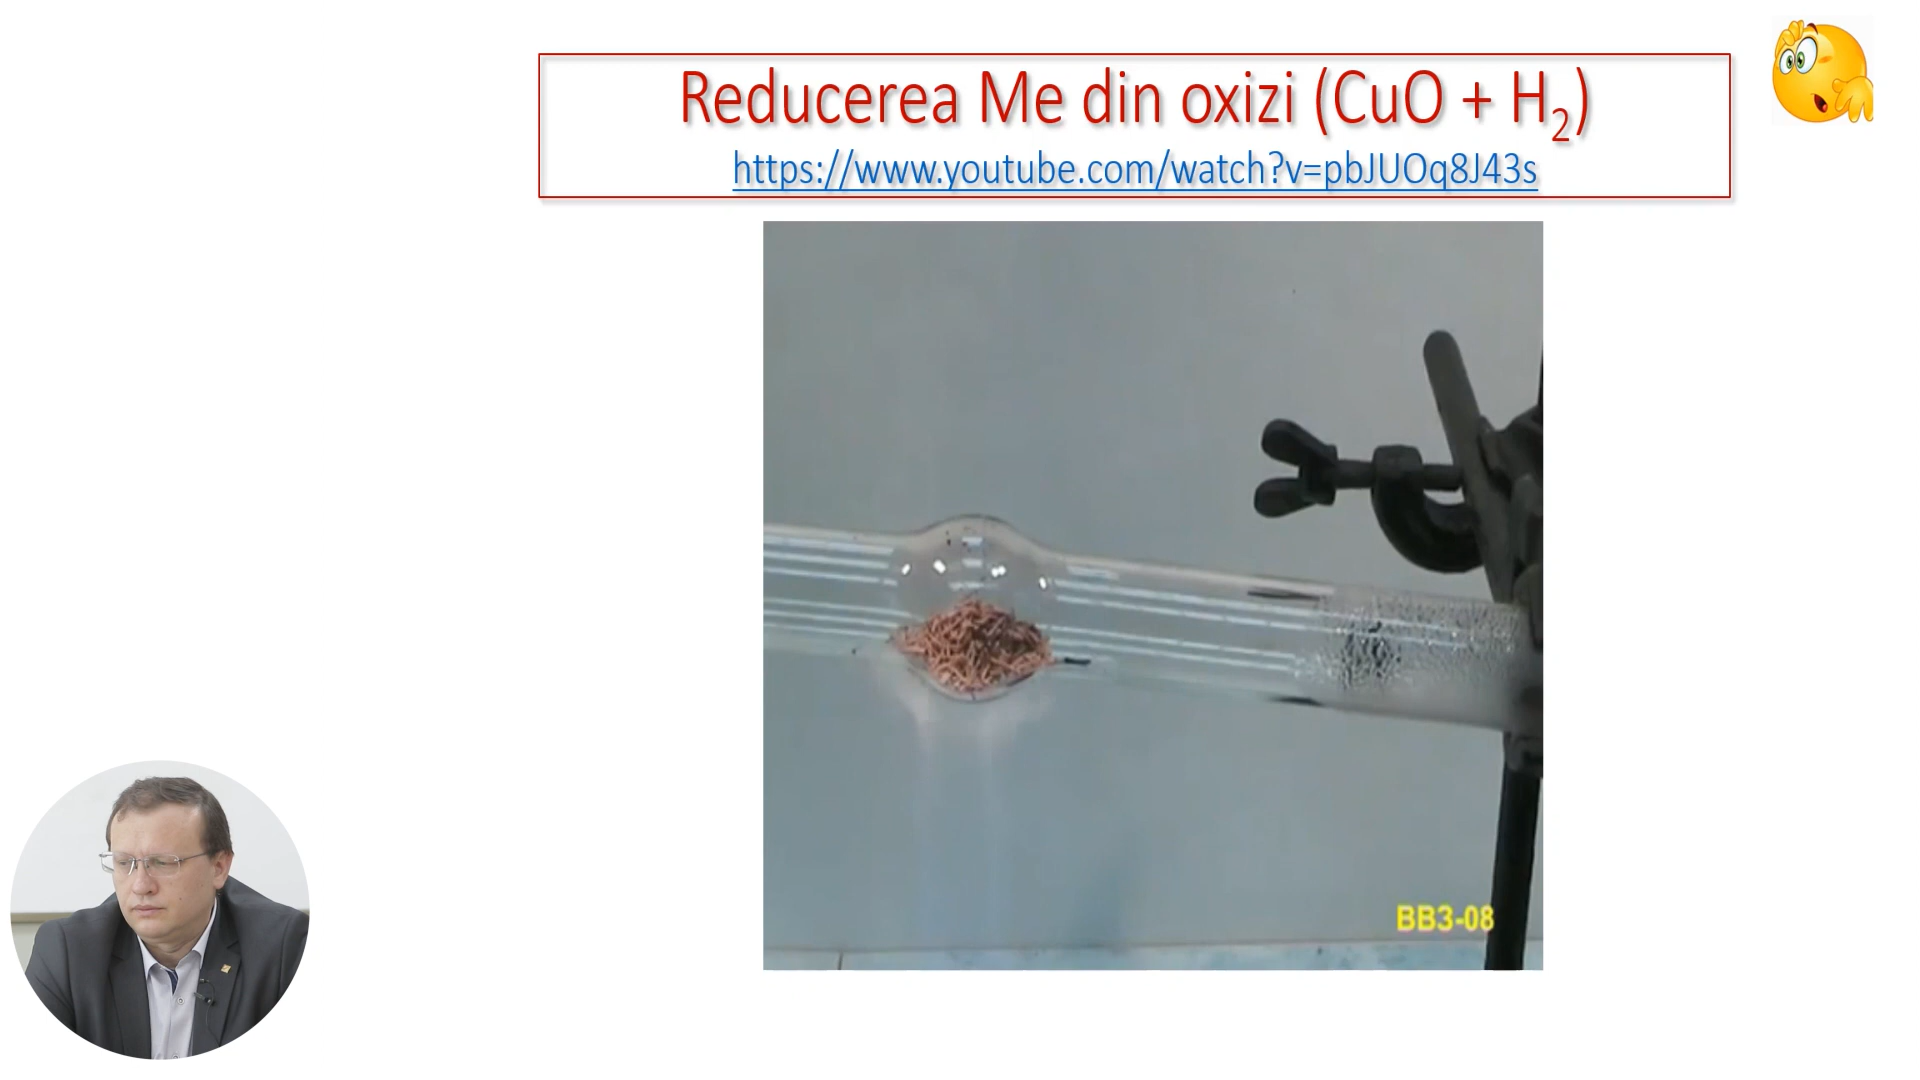 Reducerea Me din oxizi (CuO + H₂)
https://www.youtube.com/watch?v=pbJUOq8J43s
BB3-08